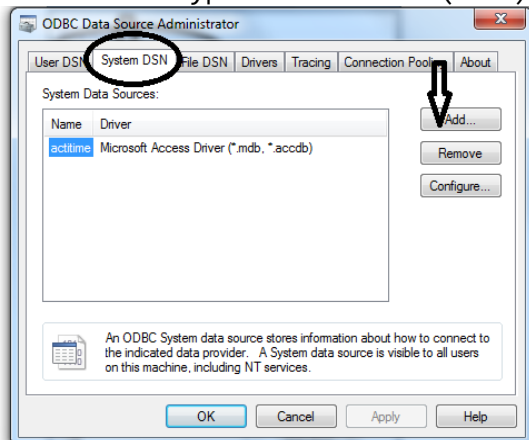 ODBC Data Source Administrator
User DSN System DSN File DSN Drivers Tracing Connection Pooling About
System Data Sources:
Name Driver
actitime Microsoft Access Driver (*.mdb, *.accdb)
Add...
Remove
Configure...
An ODBC System data source stores information about how to connect to
the indicated data provider. A System data source is visible to all users
on this machine, including NT services.
OK Cancel Apply Help